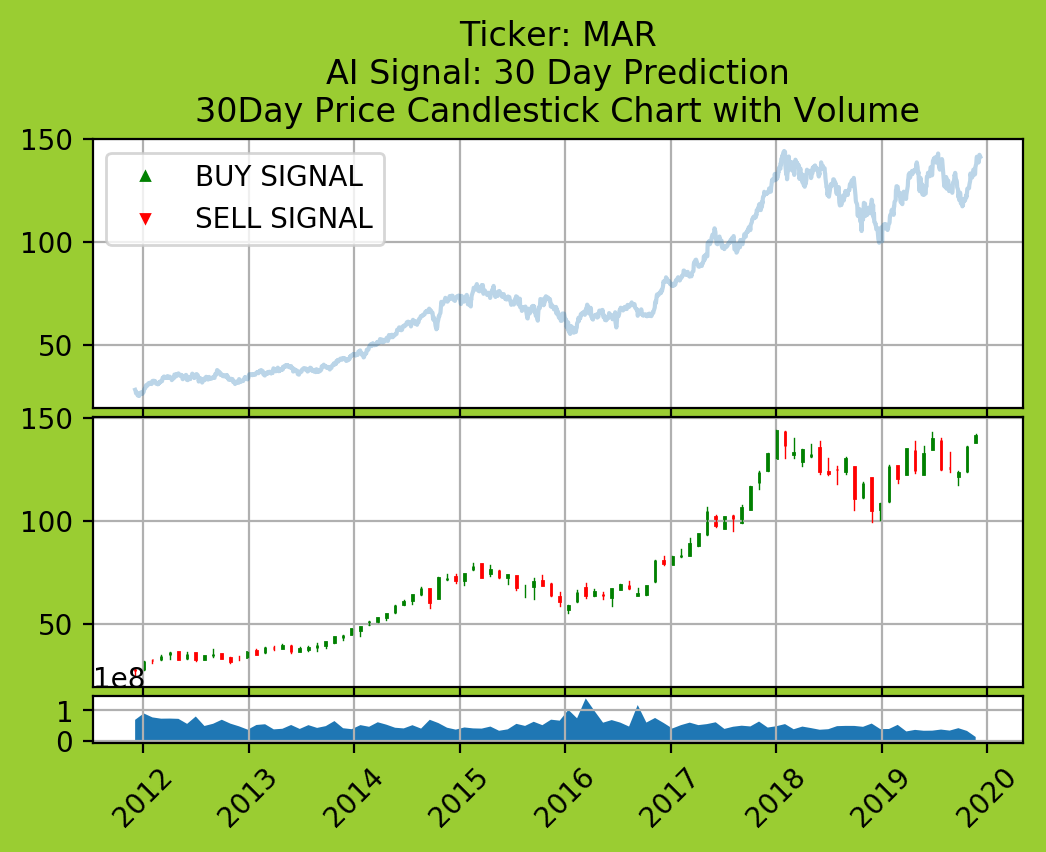 Ticker: MAR
AI Signal: 30 Day Prediction
30Day Price Candlestick Chart with Volume
150
BUY SIGNAL
SELL SIGNAL
100
50
150
100
50
1e8
1
0
2012 2013 2014 2015 2016 2017 2018 2019 2020